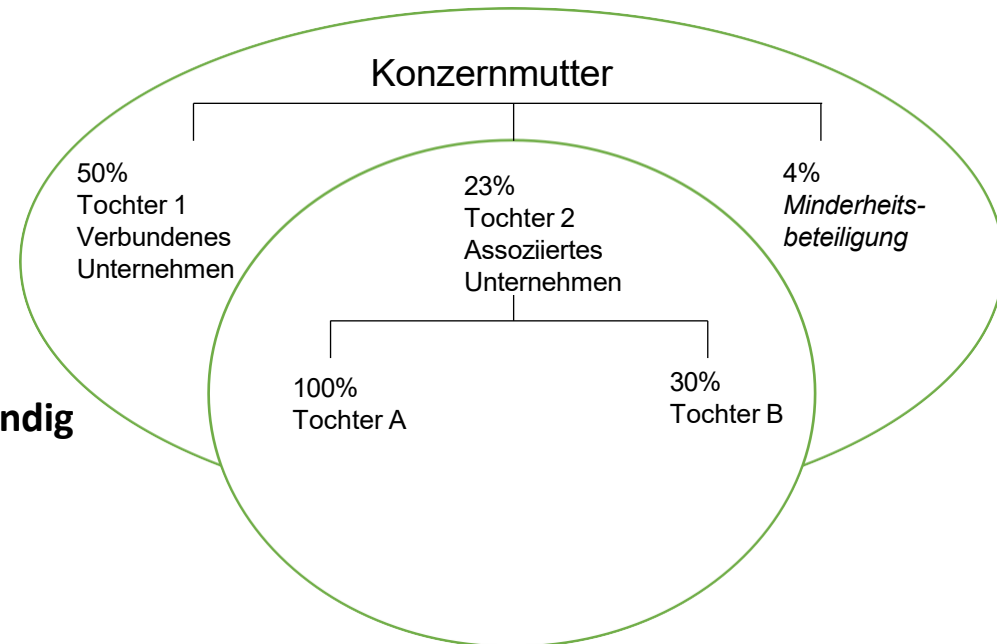 Konzernmutter
50%
Tochter 1
Verbundenes
Unternehmen
23%
Tochter 2
Assoziiertes
Unternehmen
4%
Minderheits-
beteiligung
100%
Tochter A
30%
Tochter B
ndig